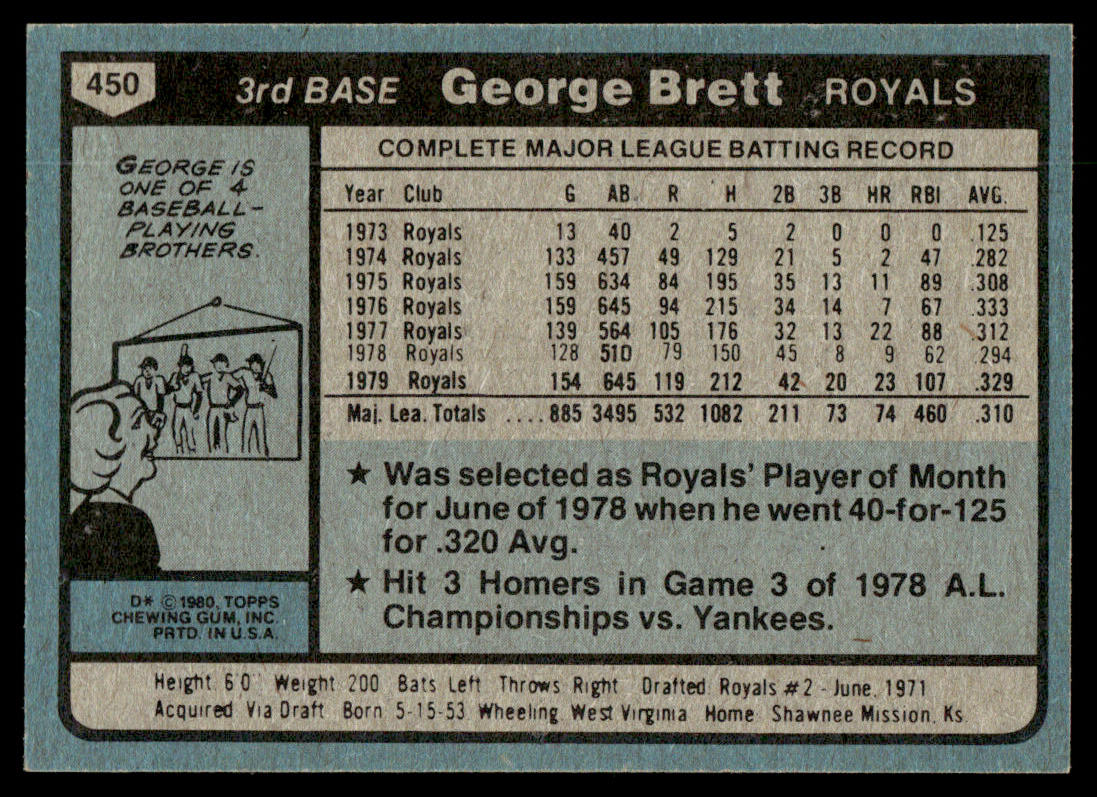 450 3rd BASE George Brett ROYALS
GEORGE IS
ONE OF 4
BASEBALL-
PLAYING
BROTHERS.
D* © 1980, TOPPS
CHEWING GUM, INC.
PRTD. IN U.S.A.
COMPLETE MAJOR LEAGUE BATTING RECORD
Year Club G AB R H 2B 3B HR RBI AVG.
1973 Royals 13 40 2 5 2 0 0 0 .125
1974 Royals 133 457 49 129 21 5 2 47 .282
1975 Royals 159 634 84 195 35 13 11 89 .308
1976 Royals 159 645 94 215 34 14 7 67 .333
1977 Royals 139 564 105 176 32 13 22 88 .312
1978 Royals 128 510 79 150 45 8 9 62 .294
1979 Royals 154 645 119 212 42 20 23 107 .329
Maj. Lea. Totals ....885 3495 532 1082 211 73 74 460 .310
★ Was selected as Royals' Player of Month
for June of 1978 when he went 40-for-125
for .320 Avg.
★ Hit 3 Homers in Game 3 of 1978 A.L.
Championships vs. Yankees.
Height 6'0" Weight 200 Bats Left Throws Right Drafted Royals #2 - June, 1971
Acquired Via Draft Born 5-15-53 Wheeling West Virginia Home Shawnee Mission, Ks.